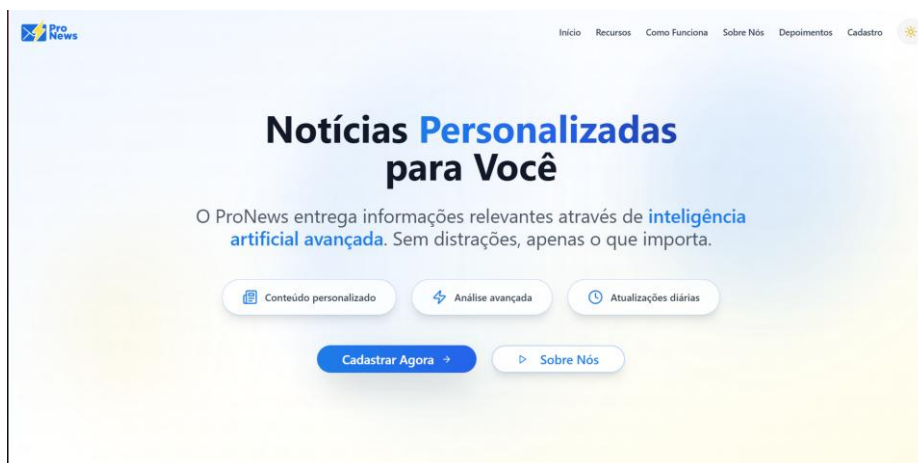 Pro
News
Início Recursos Como Funciona Sobre Nós Depoimentos Cadastro
Notícias Personalizadas
para Você
O ProNews entrega informações relevantes através de inteligência
artificial avançada. Sem distrações, apenas o que importa.
Conteúdo personalizado Análise avançada Atualizações diárias
Cadastrar Agora → Sobre Nós